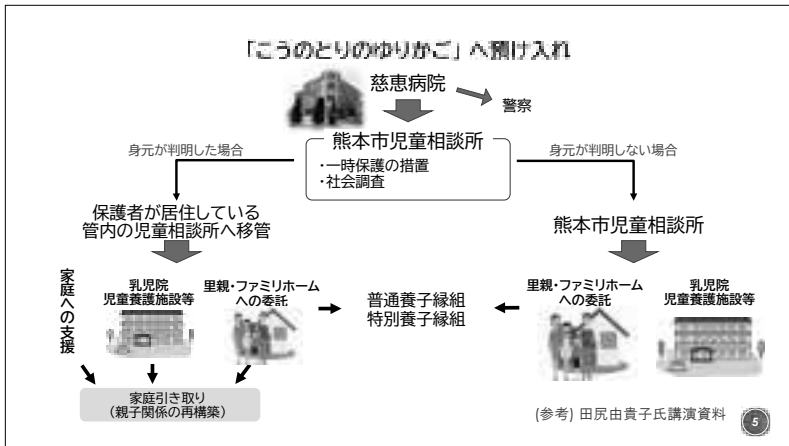 「こうのとりのゆりかご」へ預け入れ
慈恵病院
警察
熊本市児童相談所
・一時保護の措置
・社会調査
身元が判明した場合
身元が判明しない場合
保護者が居住している
管内の児童相談所へ移管
熊本市児童相談所
家庭への支援
乳児院
児童養護施設等
里親・ファミリホーム
への委託
普通養子縁組
特別養子縁組
里親・ファミリホーム
への委託
乳児院
児童養護施設等
家庭引き取り
（親子関係の再構築）
(参考) 田尻由貴子氏講演資料
5